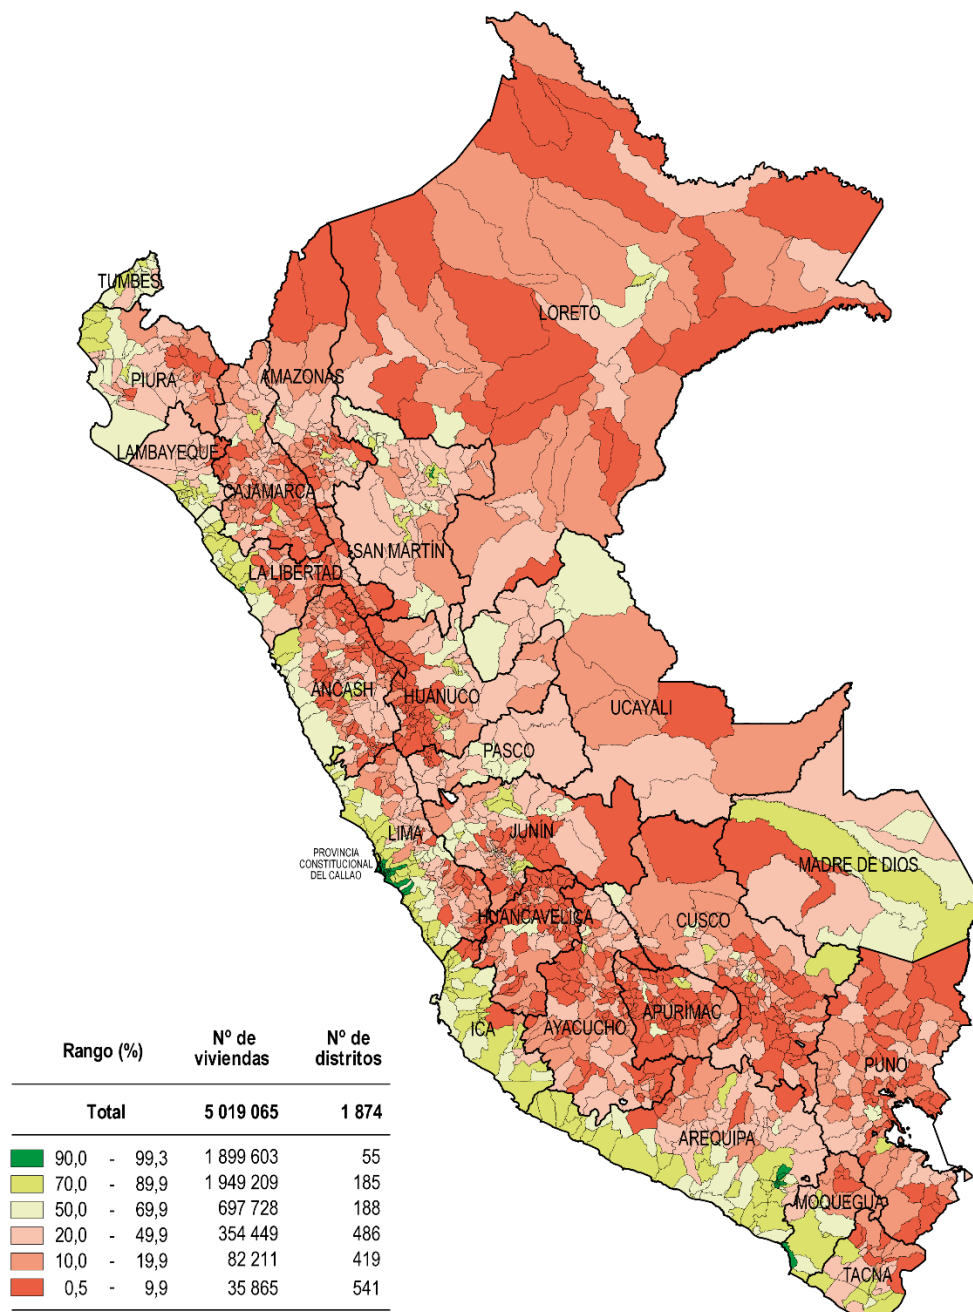 TUMBES
LORETO
PIURA
AMAZONAS
LAMBAYEQUE
CAJAMARCA
SAN MARTÍN
LA LIBERTAD
ANCASH
HUÁNUCO
UCAYALI
PASCO
LIMA
JUNÍN
PROVINCIA
CONSTITUCIONAL
DEL CALLAO
MADRE DE DIOS
HUANCAVELICA
CUSCO
ICA
AYACUCHO
APURÍMAC
PUNO
AREQUIPA
MOQUEGUA
TACNA
Rango (%) Nº de viviendas Nº de distritos
Total 5 019 065 1 874
90,0 - 99,3 1 899 603 55
70,0 - 89,9 1 949 209 185
50,0 - 69,9 697 728 188
20,0 - 49,9 354 449 486
10,0 - 19,9 82 211 419
0,5 - 9,9 35 865 541